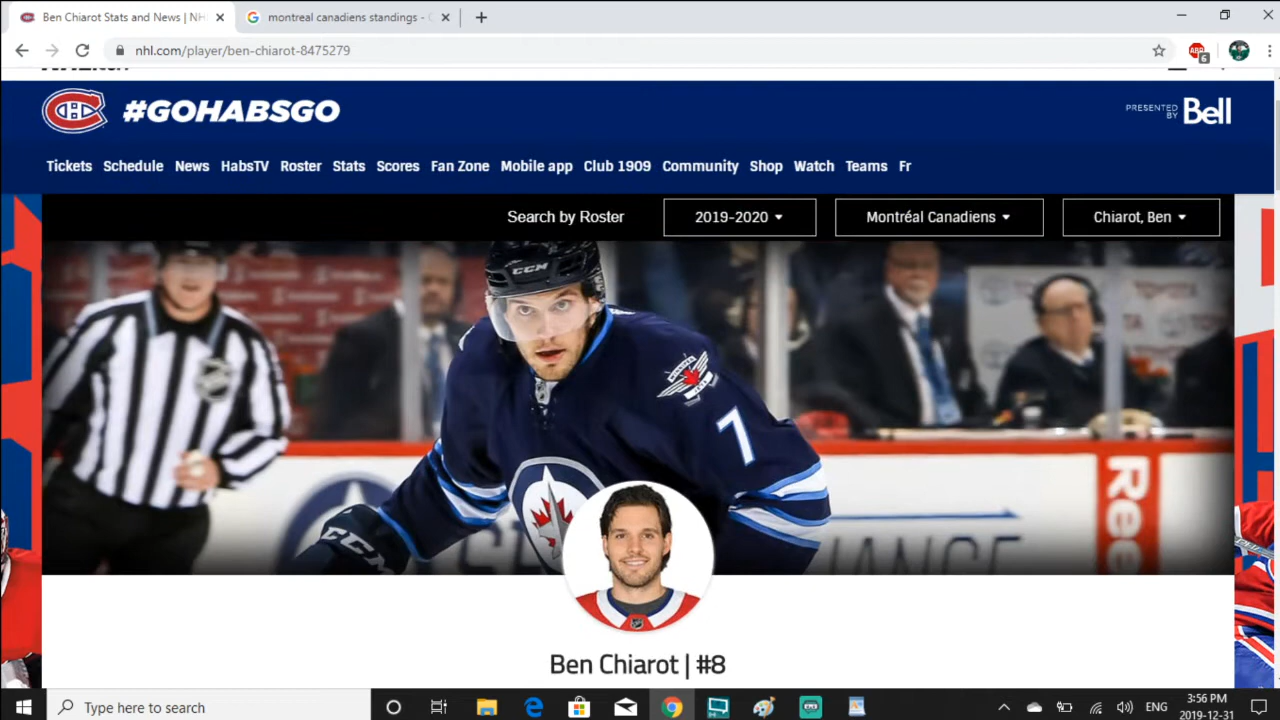 Ben Chiarot Stats and News | NH
montreal canadiens standings -
nhl.com/player/ben-chiarot-8475279
ABP
6
#GOHABSGO
PRESENTED BY Bell
Tickets Schedule News HabsTV Roster Stats Scores Fan Zone Mobile app Club 1909 Community Shop Watch Teams Fr
Search by Roster 2019-2020 Montréal Canadiens Chiarot, Ben
CCM
7
CCM
Ree
Ben Chiarot | #8
Type here to search
ENG
3:56 PM
2019-12-31